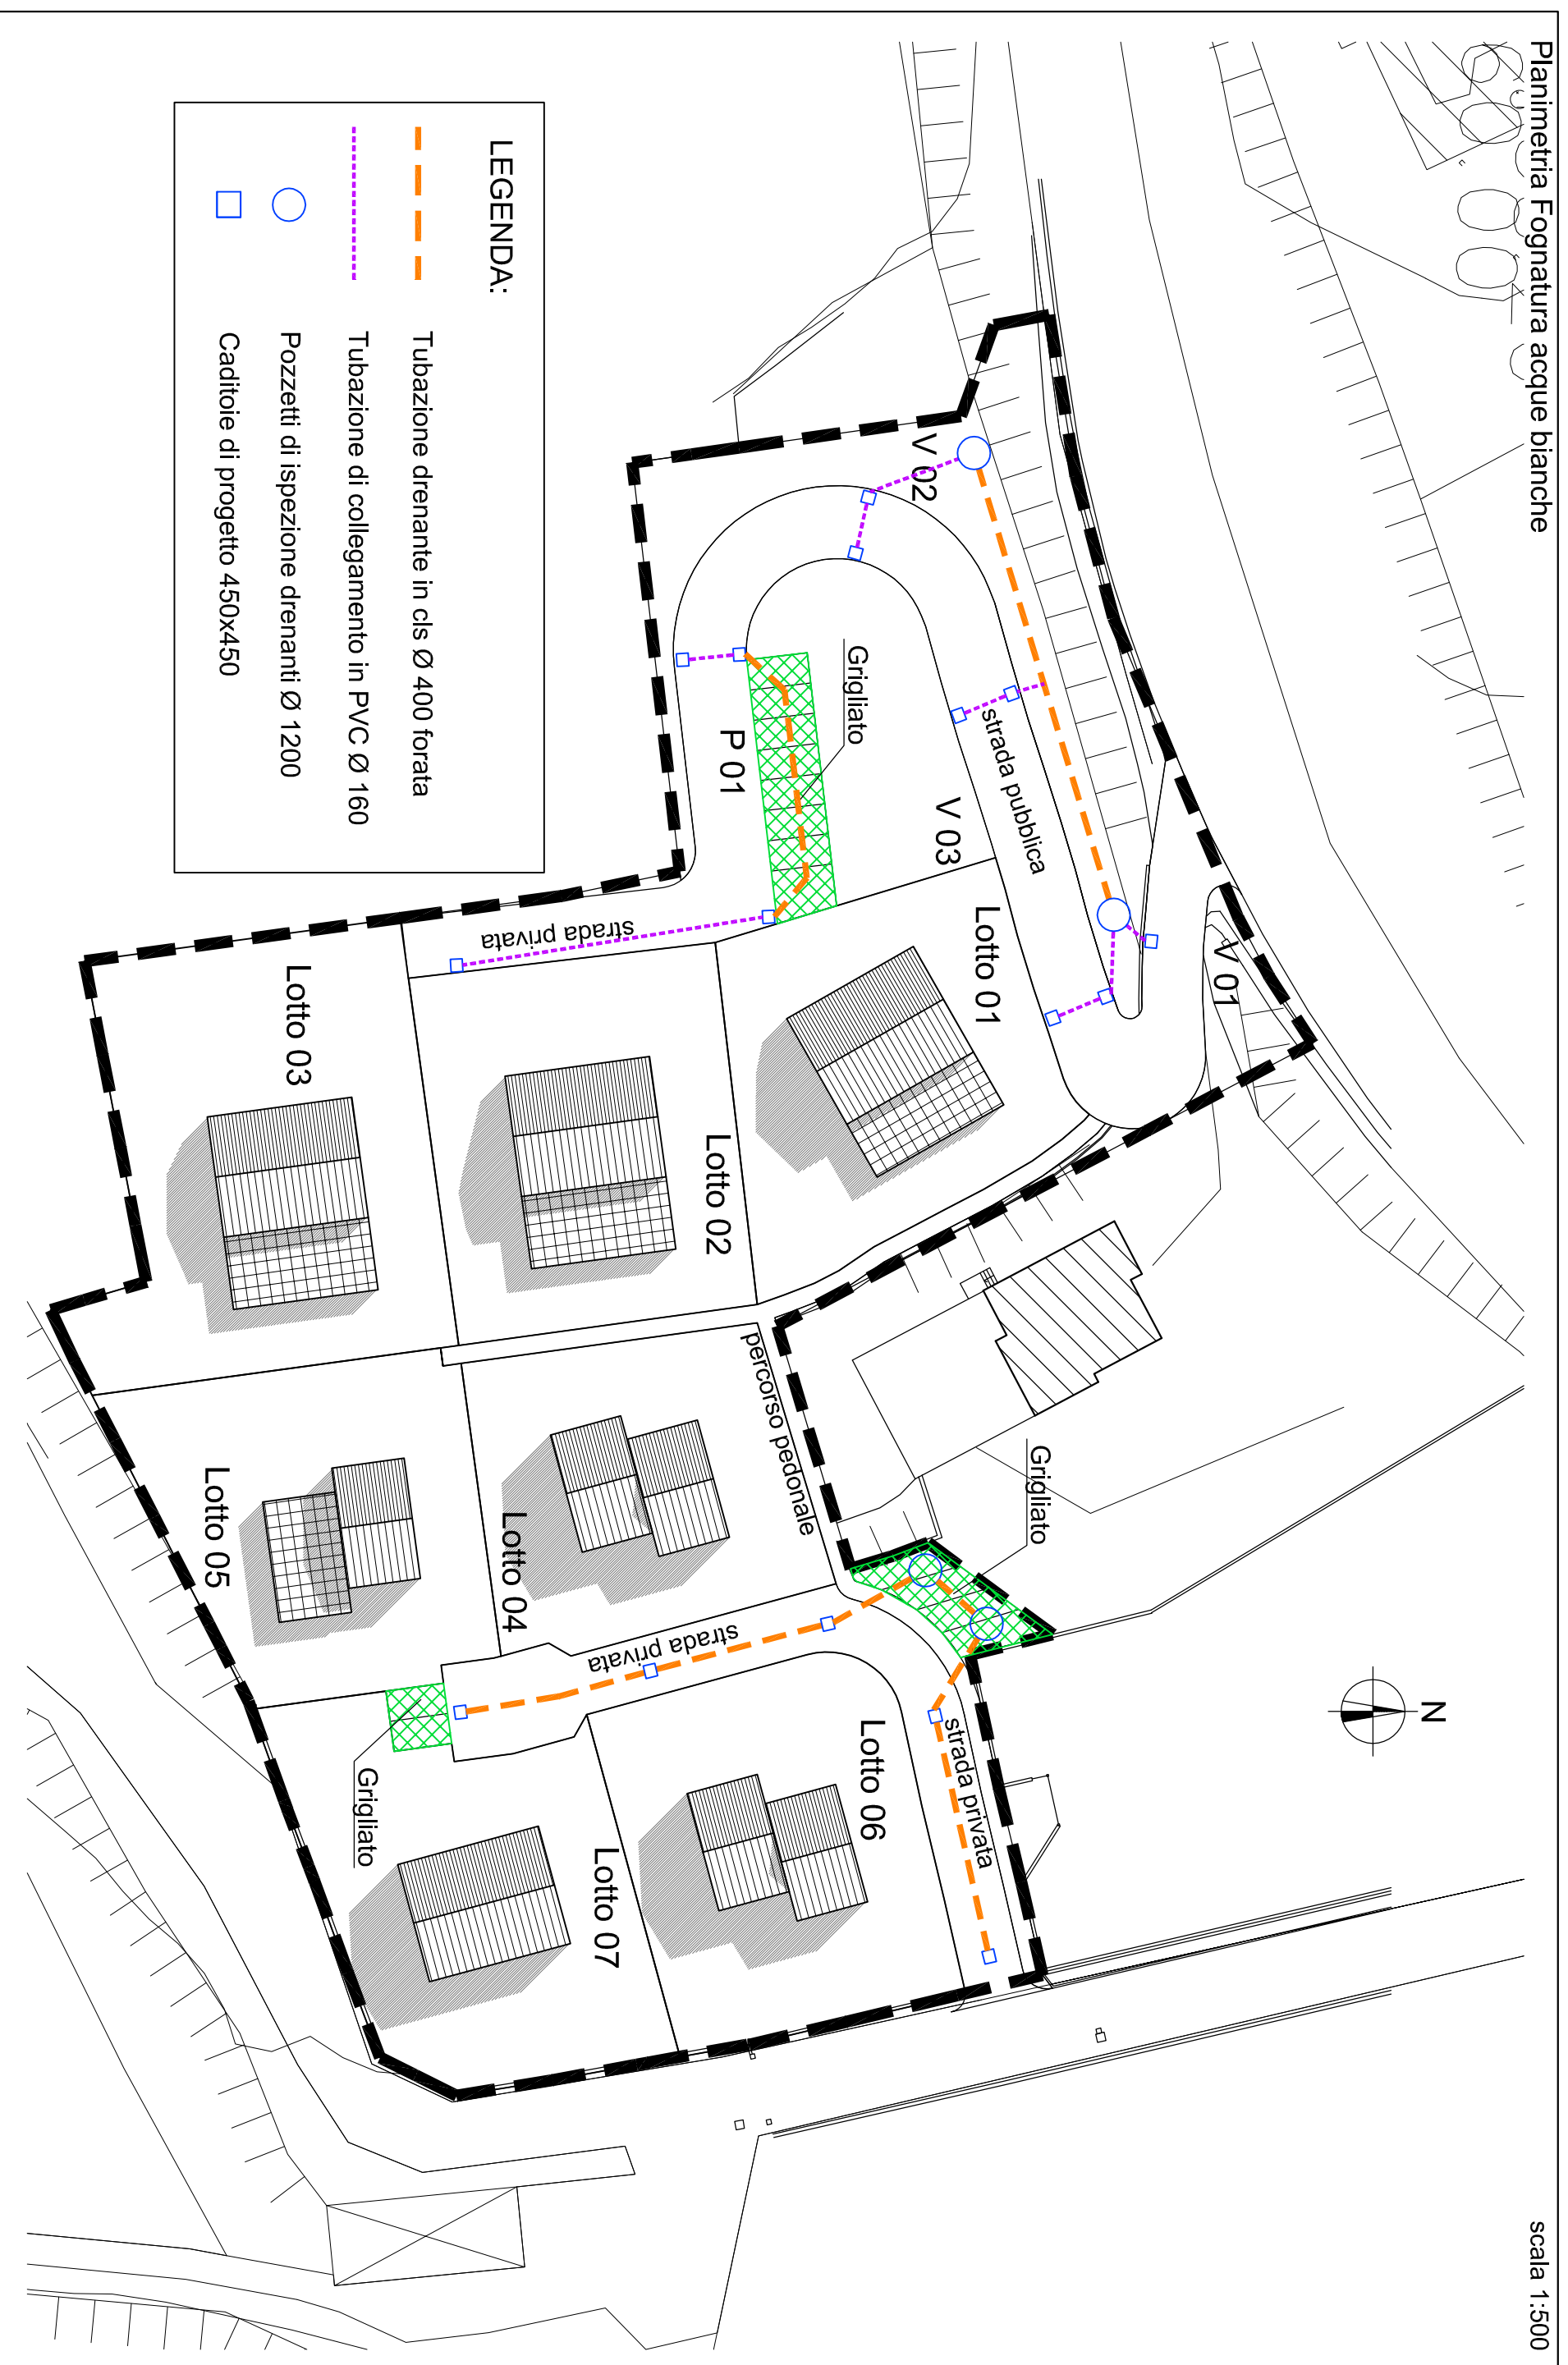 Planimetria Fognatura acque bianche
scala 1:500
N
V 01
V 02
V 03
strada pubblica
Grigliato
P 01
Lotto 01
strada privata
Lotto 02
Lotto 03
percorso pedonale
Grigliato
Lotto 04
Lotto 05
strada privata
strada privata
Lotto 06
Lotto 07
Grigliato
LEGENDA:
Tubazione drenante in cls Ø 400 forata
Tubazione di collegamento in PVC Ø 160
Pozzetti di ispezione drenanti Ø 1200
Caditoie di progetto 450x450